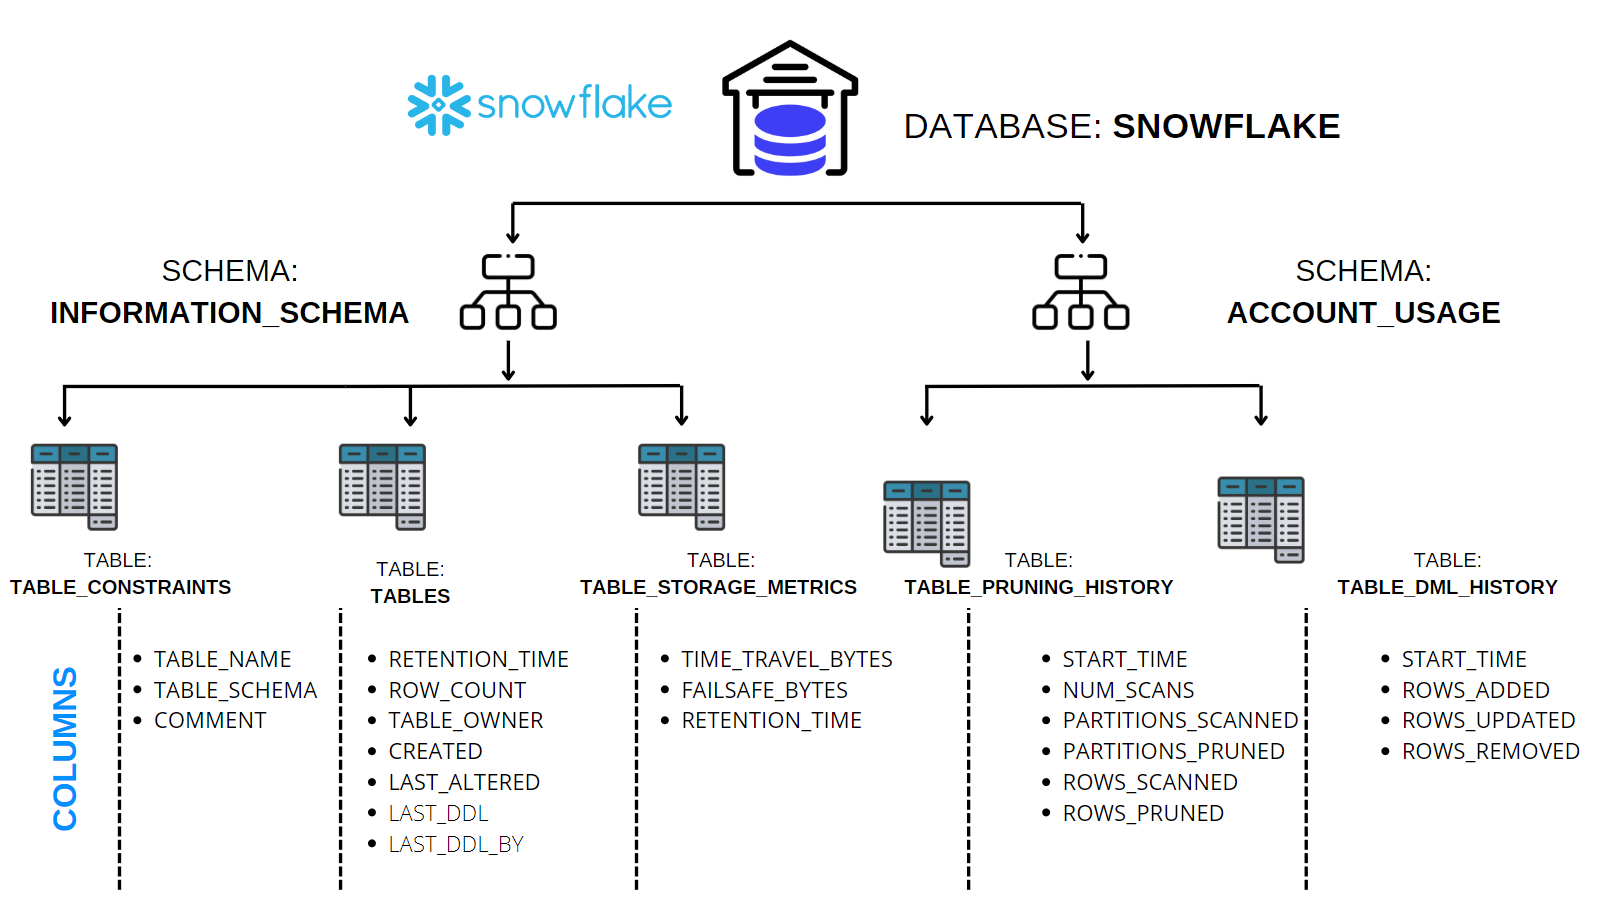 snowflake
DATABASE: SNOWFLAKE
SCHEMA:
INFORMATION_SCHEMA
SCHEMA:
ACCOUNT_USAGE
TABLE:
TABLE_CONSTRAINTS
TABLE:
TABLES
TABLE:
TABLE_STORAGE_METRICS
TABLE:
TABLE_PRUNING_HISTORY
TABLE:
TABLE_DML_HISTORY
COLUMNS
• TABLE_NAME
• TABLE_SCHEMA
• COMMENT
• RETENTION_TIME
• ROW_COUNT
• TABLE_OWNER
• CREATED
• LAST_ALTERED
• LAST_DDL
• LAST_DDL_BY
• TIME_TRAVEL_BYTES
• FAILSAFE_BYTES
• RETENTION_TIME
• START_TIME
• NUM_SCANS
• PARTITIONS_SCANNED
• PARTITIONS_PRUNED
• ROWS_SCANNED
• ROWS_PRUNED
• START_TIME
• ROWS_ADDED
• ROWS_UPDATED
• ROWS_REMOVED